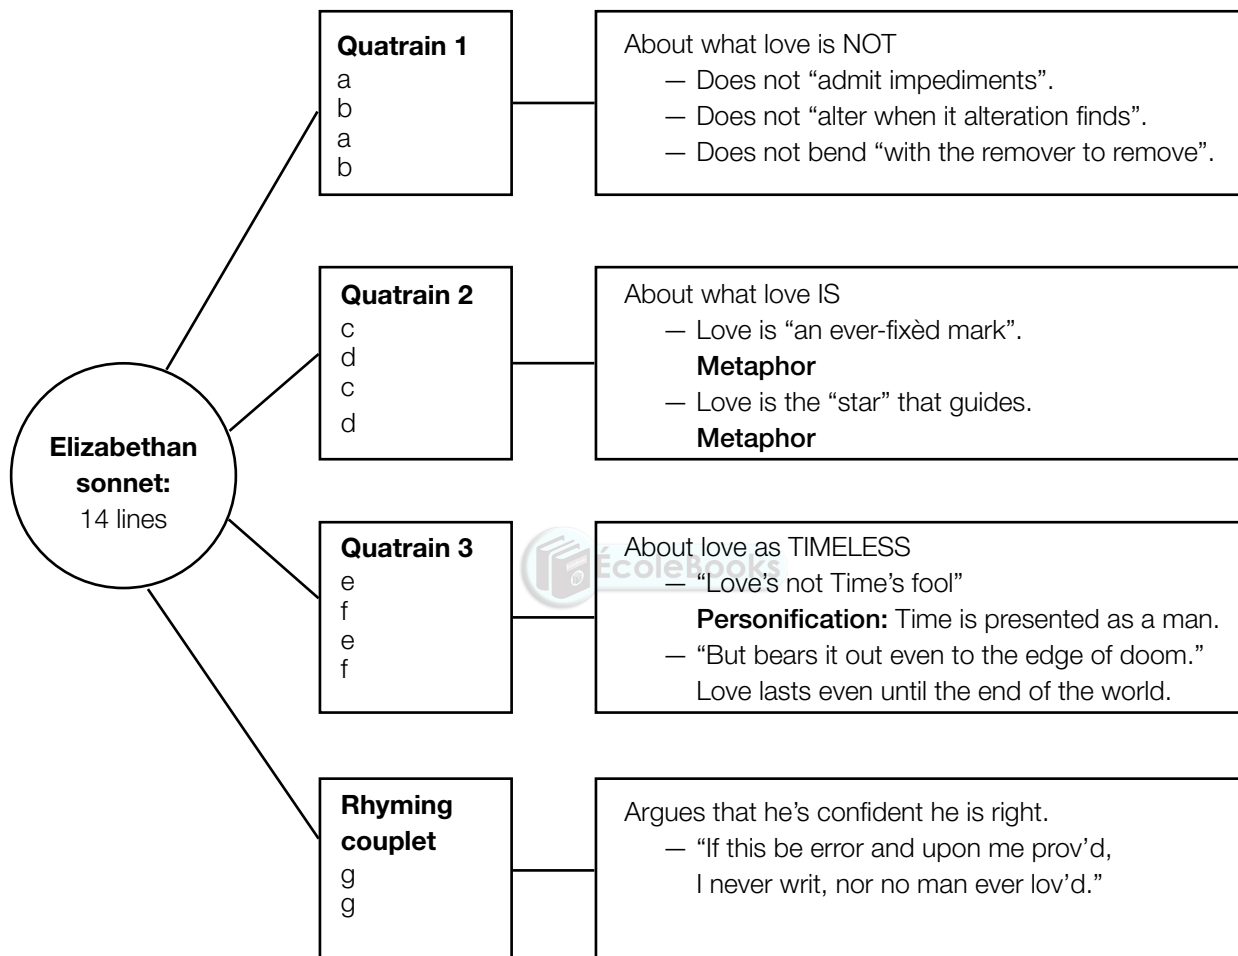 Elizabethan
sonnet:
14 lines
Quatrain 1
a
b
a
b
About what love is NOT
— Does not “admit impediments”.
— Does not “alter when it alteration finds”.
— Does not bend “with the remover to remove”.
Quatrain 2
c
d
c
d
About what love IS
— Love is “an ever-fixèd mark”.
Metaphor
— Love is the “star” that guides.
Metaphor
Quatrain 3
e
f
e
f
About love as TIMELESS
— “Love’s not Time’s fool”
Personification: Time is presented as a man.
— “But bears it out even to the edge of doom.”
Love lasts even until the end of the world.
ÉcoleBooks
Rhyming
couplet
g
g
Argues that he’s confident he is right.
— “If this be error and upon me prov’d,
I never writ, nor no man ever lov’d.”